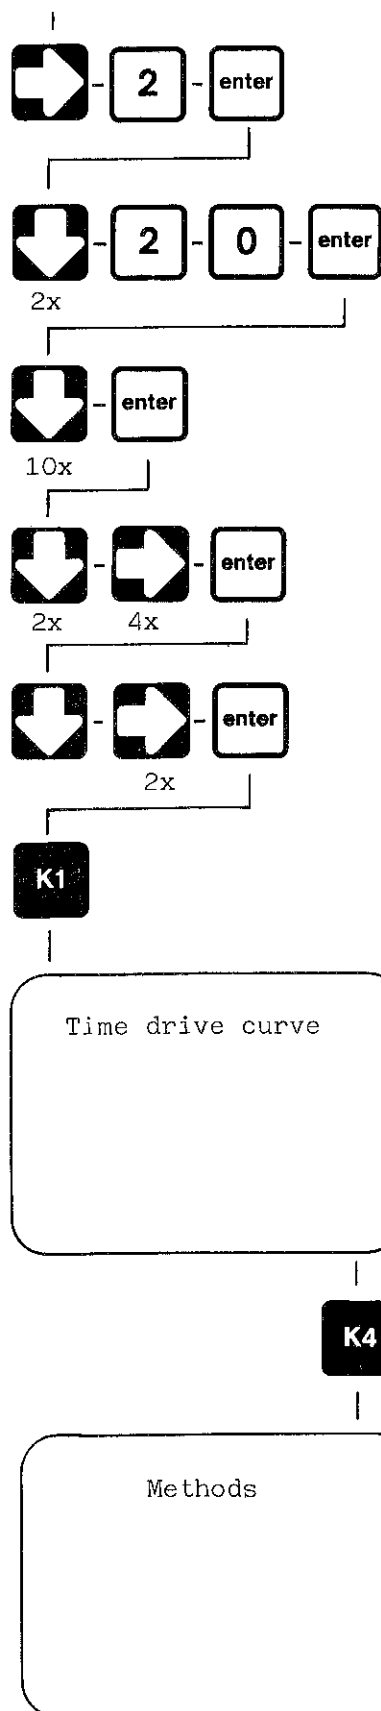 2 - enter
2 - 0 - enter
2x
- enter
10x
- - enter
2x 4x
- - enter
2x
K1
Time drive curve
K4
Methods